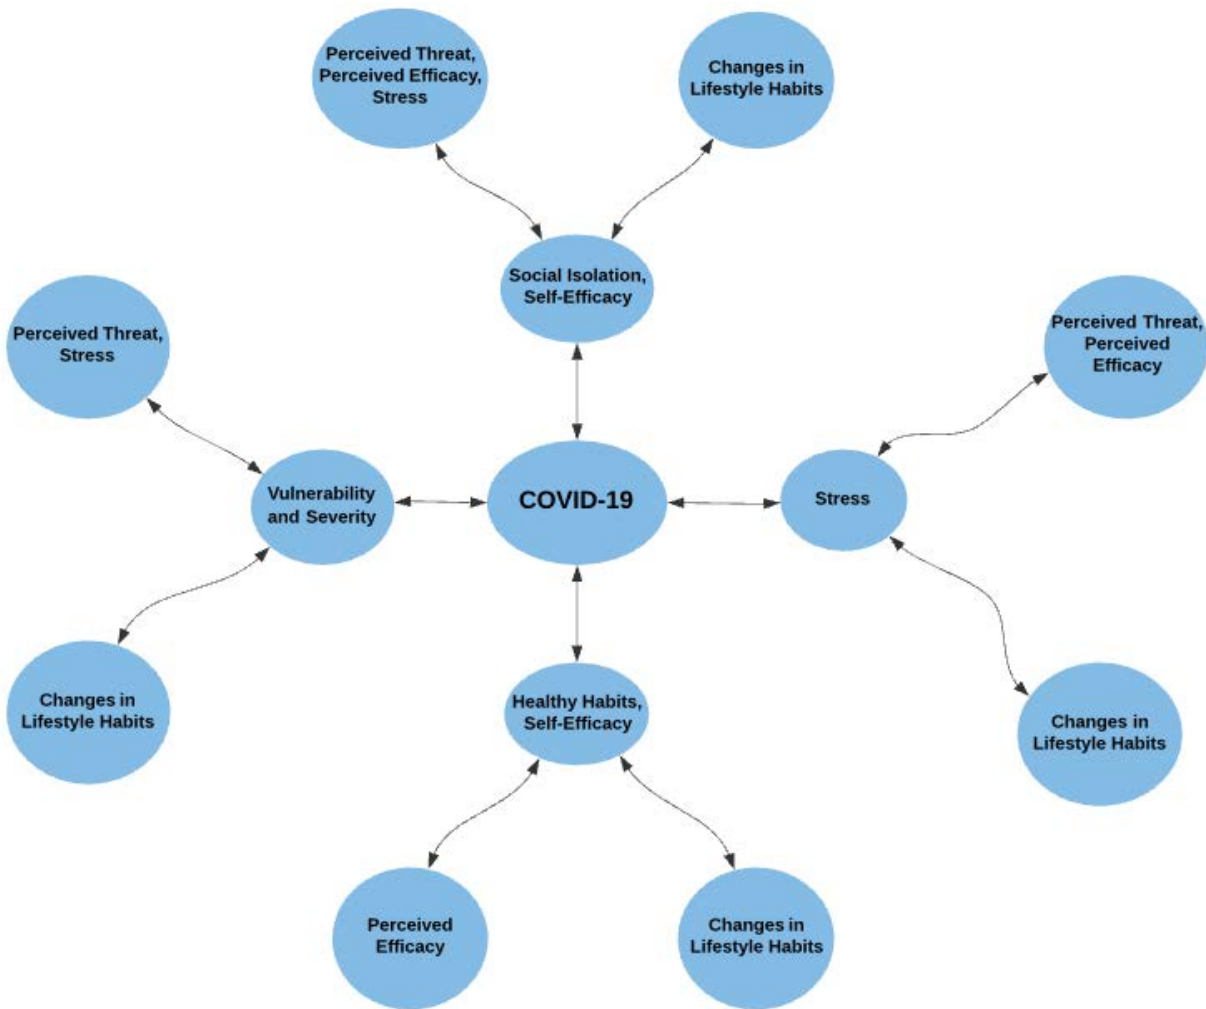 Perceived Threat,
Perceived Efficacy,
Stress
Changes in
Lifestyle Habits
Social Isolation,
Self-Efficacy
Perceived Threat,
Stress
Perceived Threat,
Perceived
Efficacy
Vulnerability
and Severity
COVID-19
Stress
Changes in
Lifestyle Habits
Healthy Habits,
Self-Efficacy
Changes in
Lifestyle Habits
Perceived
Efficacy
Changes in
Lifestyle Habits